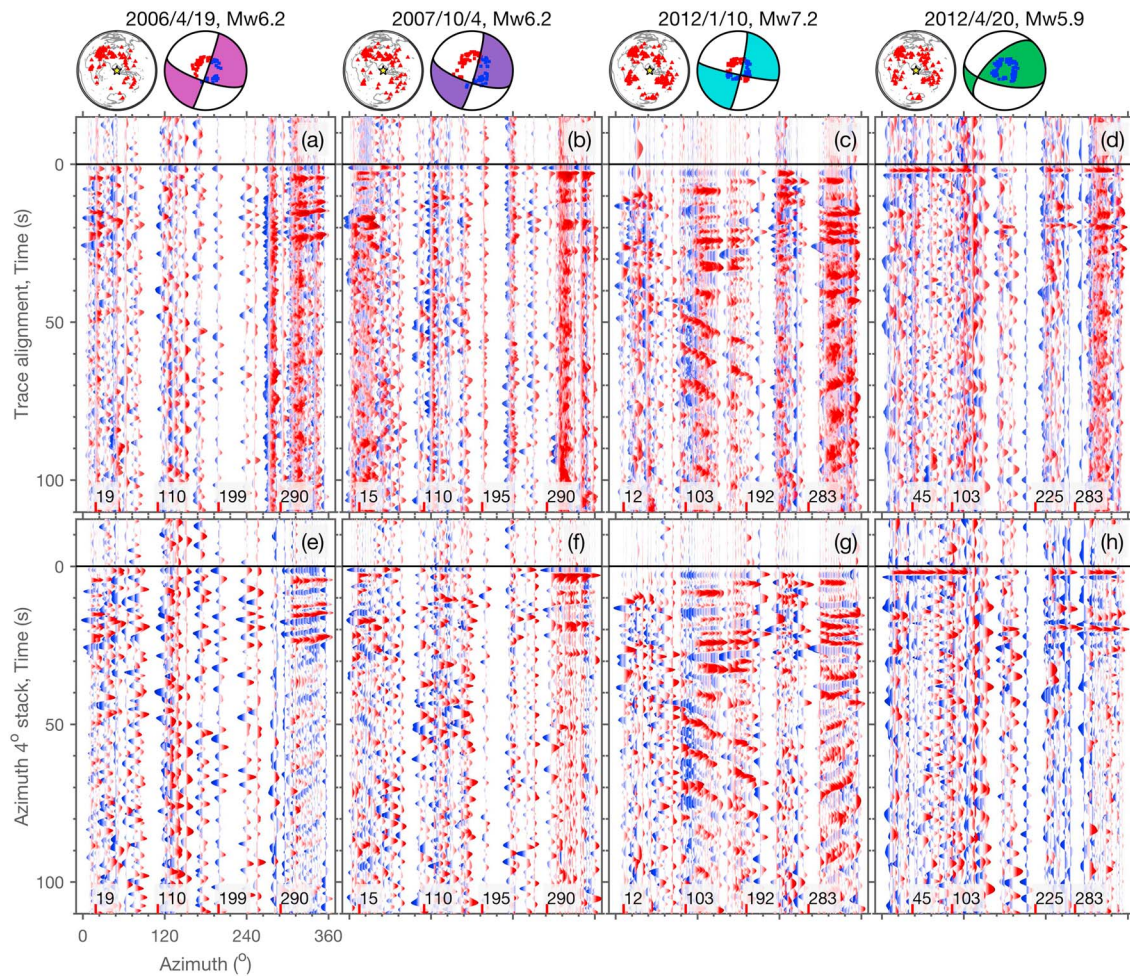 2006/4/19, Mw6.2
2007/10/4, Mw6.2
2012/1/10, Mw7.2
2012/4/20, Mw5.9
(a)
(b)
(c)
(d)
Trace alignment, Time (s)
0
50
100
19 110 199 290
15 110 195 290
12 103 192 283
45 103 225 283
(e)
(f)
(g)
(h)
Azimuth 4° stack, Time (s)
0
50
100
19 110 199 290
15 110 195 290
12 103 192 283
45 103 225 283
0 120 240 360
Azimuth (°)